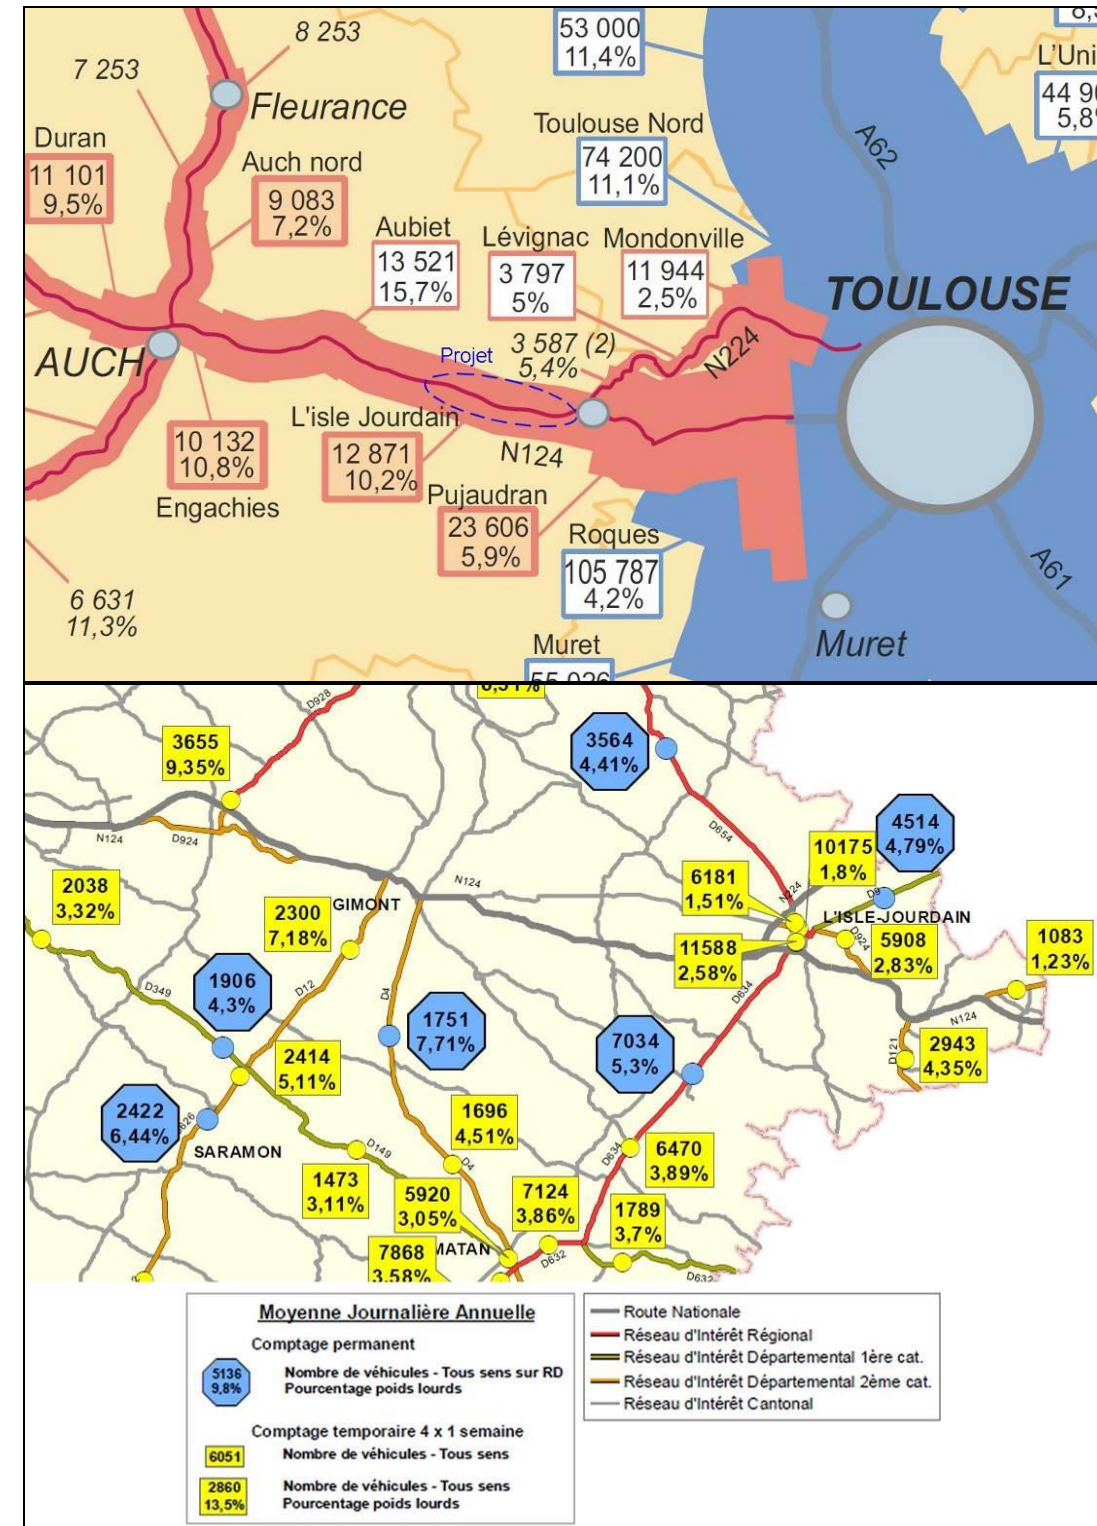 8 253
7 253
Fleurance
Duran
11 101
9,5%
Auch nord
9 083
7,2%
Aubiet
13 521
15,7%
Lévignac
3 797
5%
Mondonville
11 944
2,5%
53 000
11,4%
Toulouse Nord
74 200
11,1%
A62
L'Uni
5,8%
TOULOUSE
AUCH
Projet
3 587 (2)
5,4%
N224
L'isle Jourdain
12 871
10,2%
N124
10 132
10,8%
Engachies
Pujaudran
23 606
5,9%
Roques
105 787
4,2%
A61
6 631
11,3%
Muret
Muret
D928
3655
9,35%
N124
D924
2038
3,32%
2300
7,18%
GIMONT
N124
3564
4,41%
D654
4514
4,79%
10175
1,8%
D9
6181
1,51%
N224
L'ISLE-JOURDAIN
11588
2,58%
D924
5908
2,83%
1083
1,23%
D634
N124
D121
2943
4,35%
1906
4,3%
D349
D12
D4
1751
7,71%
7034
5,3%
2414
5,11%
2422
6,44%
SARAMON
1696
4,51%
D149
D4
D634
6470
3,89%
1473
3,11%
5920
3,05%
7124
3,86%
1789
3,7%
MATAN
7868
3,58%
D632
D632
Moyenne Journalière Annuelle
Comptage permanent
5136
9,8%
Nombre de véhicules - Tous sens sur RD
Pourcentage poids lourds
Comptage temporaire 4 x 1 semaine
6051
Nombre de véhicules - Tous sens
2860
13,5%
Nombre de véhicules - Tous sens
Pourcentage poids lourds
Route Nationale
Réseau d'Intérêt Régional
Réseau d'Intérêt Départemental 1ère cat.
Réseau d'Intérêt Départemental 2ème cat.
Réseau d'Intérêt Cantonal